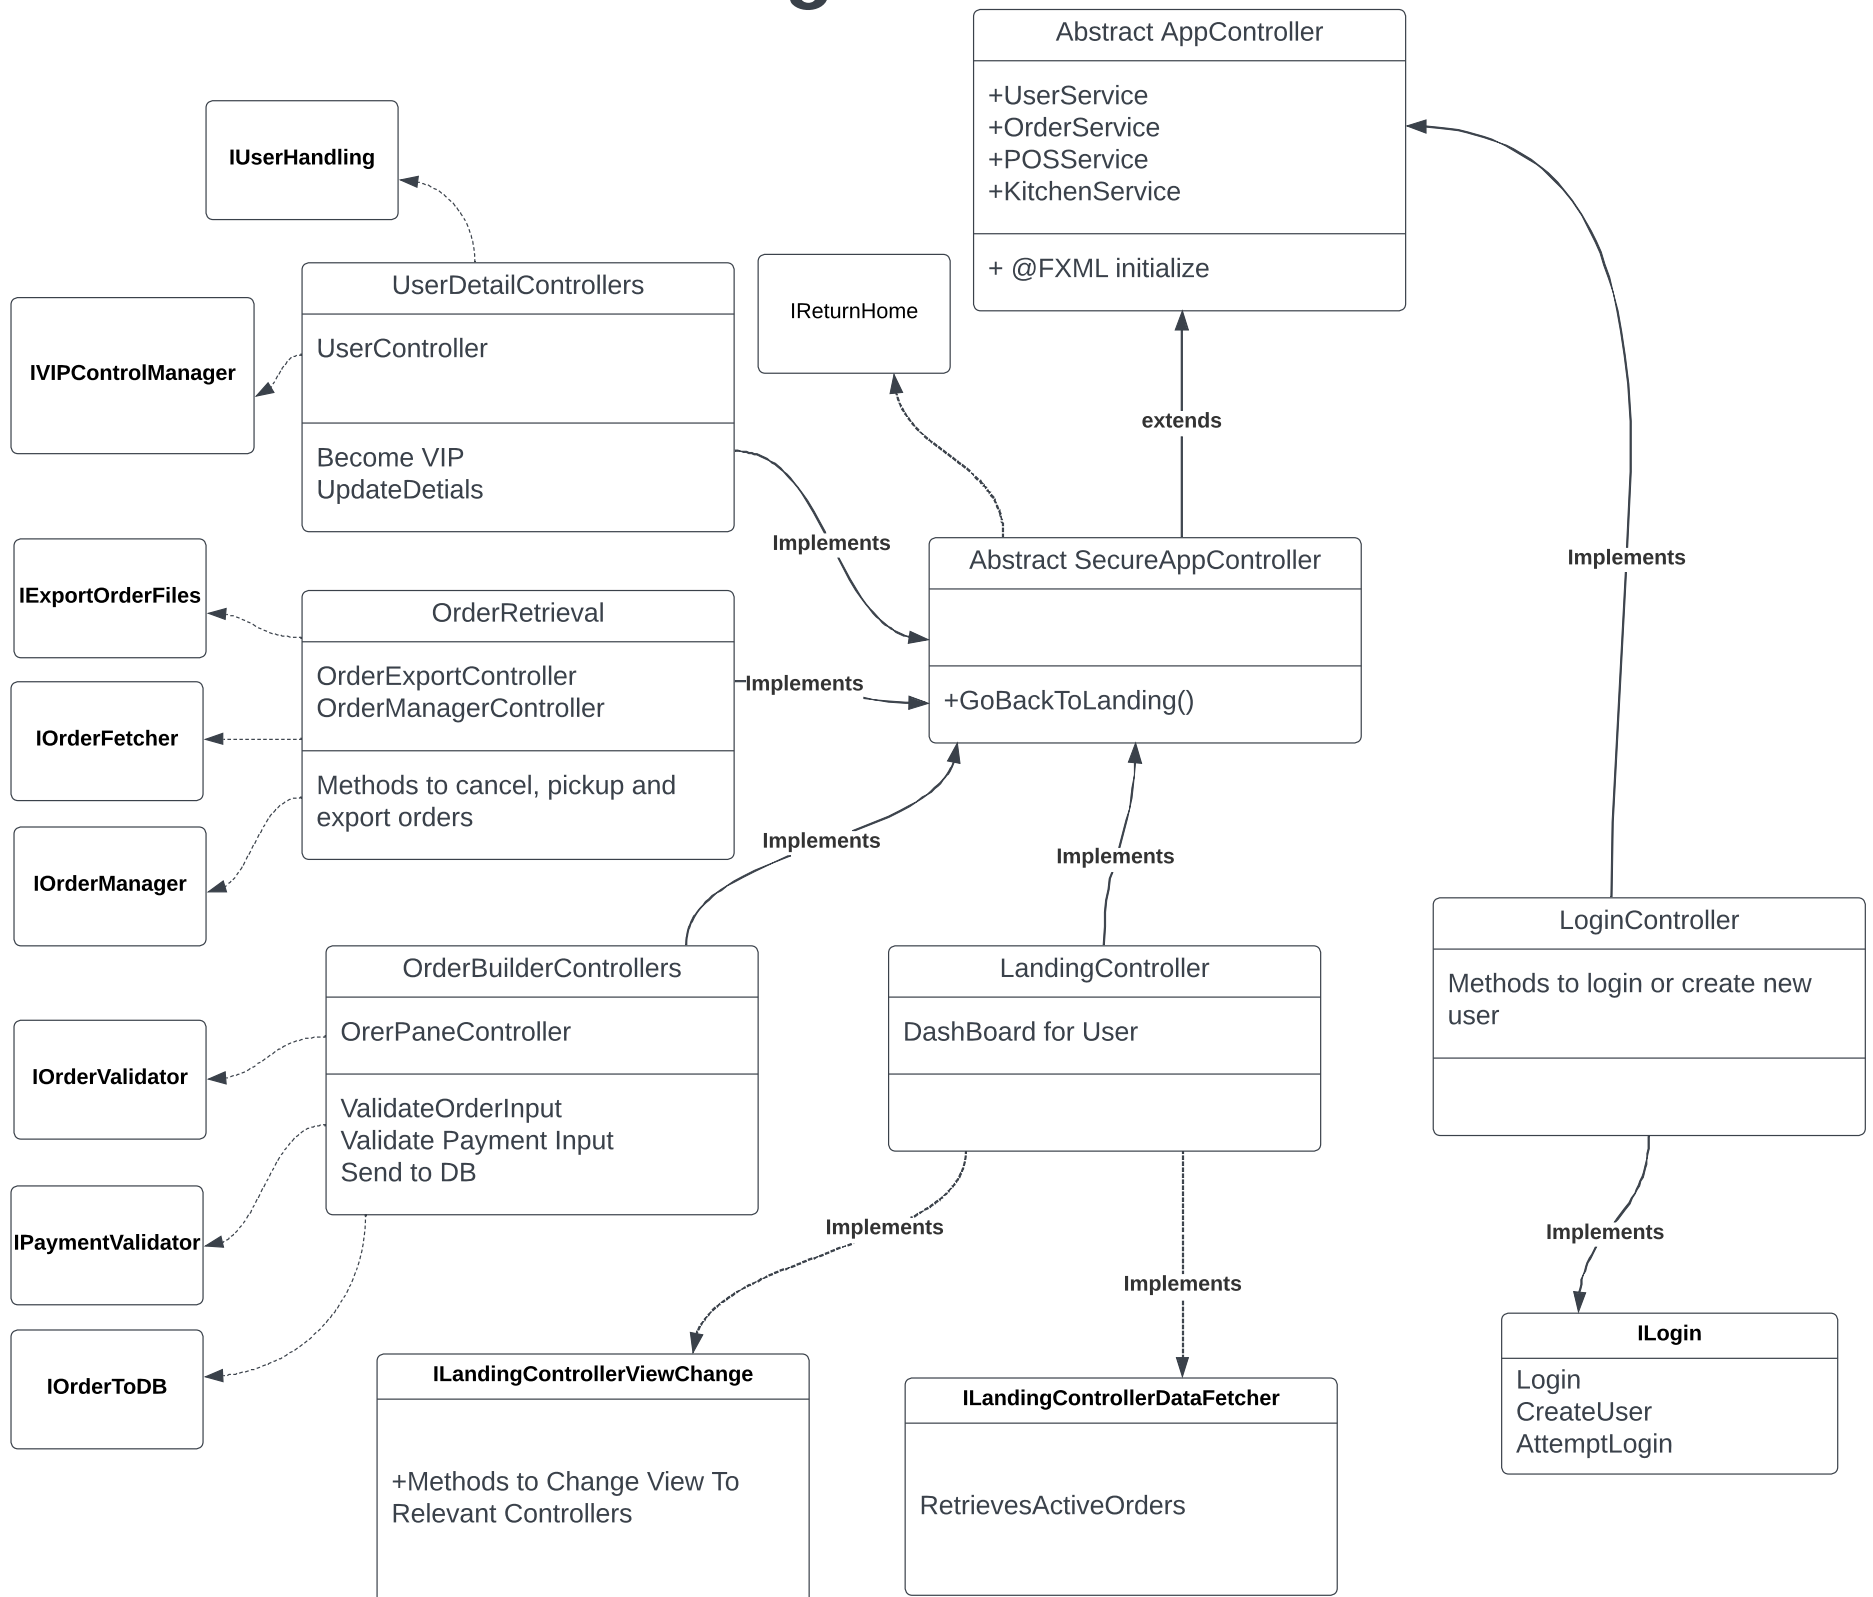 Abstract AppController
+UserService
+OrderService
+POSService
+KitchenService
+ @FXML initialize
IUserHandling
UserDetailControllers
UserController
Become VIP
UpdateDetials
IVIPControlManager
IReturnHome
extends
Implements
Implements
Abstract SecureAppController
+GoBackToLanding()
IExportOrderFiles
OrderRetrieval
OrderExportController
OrderManagerController
Methods to cancel, pickup and
export orders
Implements
IOrderFetcher
IOrderManager
Implements
Implements
OrderBuilderControllers
OrerPaneController
ValidateOrderInput
Validate Payment Input
Send to DB
LandingController
DashBoard for User
LoginController
Methods to login or create new
user
IOrderValidator
IPaymentValidator
IOrderToDB
Implements
Implements
Implements
ILandingControllerViewChange
+Methods to Change View To
Relevant Controllers
ILandingControllerDataFetcher
RetrievesActiveOrders
ILogin
Login
CreateUser
AttemptLogin